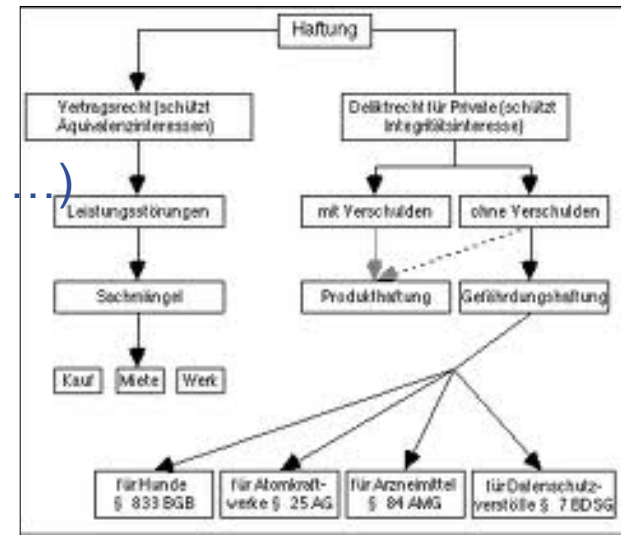 Haftung
Vertragsrecht (schützt
Äquivalenzinteressen)
Deliktrecht für Private (schützt
Integritätsinteresse)
…)
Leistungsstörungen
mit Verschulden
ohne Verschulden
Sachmängel
Produkthaftung
Gefährdungshaftung
Kauf
Miete
Werk
für Hunde
§ 833 BGB
für Atomkraft-
werke § 25 AG
für Arzneimittel
§ 84 AMG
für Datenschutz-
verstöße § 7 BDSG